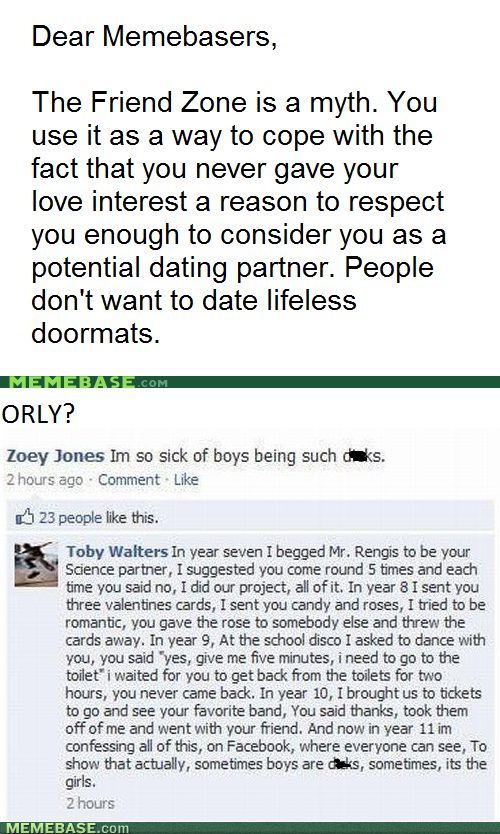 Dear Memebasers,
The Friend Zone is a myth. You
use it as a way to cope with the
fact that you never gave your
love interest a reason to respect
you enough to consider you as a
potential dating partner. People
don't want to date lifeless
doormats.
MEMEBASE.COM
ORLY?
Zoey Jones Im so sick of boys being such d ks.
2 hours ago · Comment · Like
23 people like this.
Toby Walters In year seven I begged Mr. Rengis to be your
Science partner, I suggested you come round 5 times and each
time you said no, I did our project, all of it. In year 8 I sent you
three valentines cards, I sent you candy and roses, I tried to be
romantic, you gave the rose to somebody else and threw the
cards away. In year 9, At the school disco I asked to dance with
you, you said "yes, give me five minutes, i need to go to the
toilet" i waited for you to get back from the toilets for two
hours, you never came back. In year 10, I brought us to tickets
to go and see your favorite band, You said thanks, took them
off of me and went with your friend. And now in year 11 im
confessing all of this, on Facebook, where everyone can see, To
show that actually, sometimes boys are d ks, sometimes, its the
girls.
2 hours
MEMEBASE.com